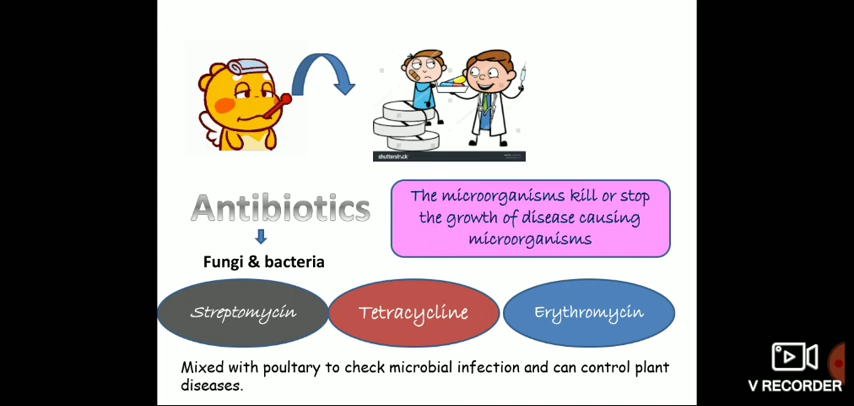 shutterstock
Antibiotics
The microorganisms kill or stop
the growth of disease causing
microorganisms
Fungi & bacteria
Streptomycin
Tetracycline
Erythromycin
Mixed with poultary to check microbial infection and can control plant
diseases.
V RECORDER